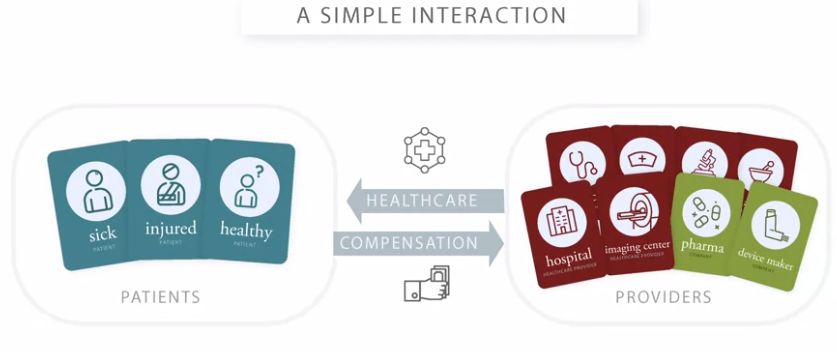 A SIMPLE INTERACTION
sick
PATIENT
injured
PATIENT
healthy
PATIENT
?
PATIENTS
HEALTHCARE
COMPENSATION
hospital
HEALTHCARE PROVIDER
imaging center
HEALTHCARE PROVIDER
pharma
COMPANY
device maker
COMPANY
PROVIDERS